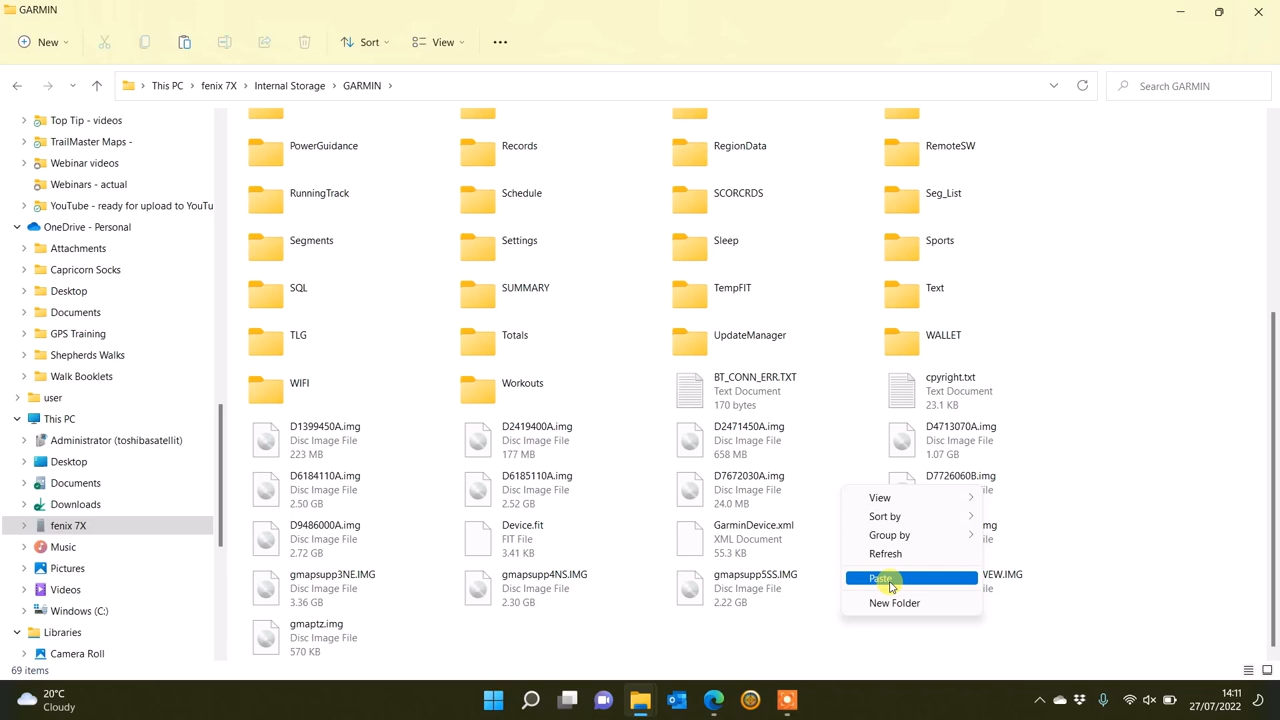 GARMIN
New
Sort
View
This PC > fenix 7X > Internal Storage > GARMIN >
Search GARMIN
Top Tip - videos
TrailMaster Maps -
Webinar videos
Webinars - actual
YouTube - ready for upload to YouTu
OneDrive - Personal
Attachments
Capricorn Socks
Desktop
Documents
GPS Training
Shepherds Walks
Walk Booklets
user
This PC
Administrator (toshibasatellit)
Desktop
Documents
Downloads
fenix 7X
Music
Pictures
Videos
Windows (C:)
Libraries
Camera Roll
PowerGuidance
Records
RegionData
RemoteSW
RunningTrack
Schedule
SCORCRDS
Seg_List
Segments
Settings
Sleep
Sports
SQL
SUMMARY
TempFIT
Text
TLG
Totals
UpdateManager
WALLET
WIFI
Workouts
BT_CONN_ERR.TXT
Text Document
170 bytes
cpyright.txt
Text Document
23.1 KB
D1399450A.img
Disc Image File
223 MB
D2419400A.img
Disc Image File
177 MB
D2471450A.img
Disc Image File
658 MB
D4713070A.img
Disc Image File
1.07 GB
D6184110A.img
Disc Image File
2.50 GB
D6185110A.img
Disc Image File
2.52 GB
D7672030A.img
Disc Image File
24.0 MB
D7726060B.img
D9486000A.img
Disc Image File
2.72 GB
Device.fit
FIT File
3.41 KB
GarminDevice.xml
XML Document
55.3 KB
gmapsupp3NE.IMG
Disc Image File
3.36 GB
gmapsupp4NS.IMG
Disc Image File
2.30 GB
gmapsupp5SS.IMG
Disc Image File
2.22 GB
gmaptz.img
Disc Image File
570 KB
View
Sort by
Group by
Refresh
Paste
New Folder
69 items
20°C
Cloudy
14:11
27/07/2022